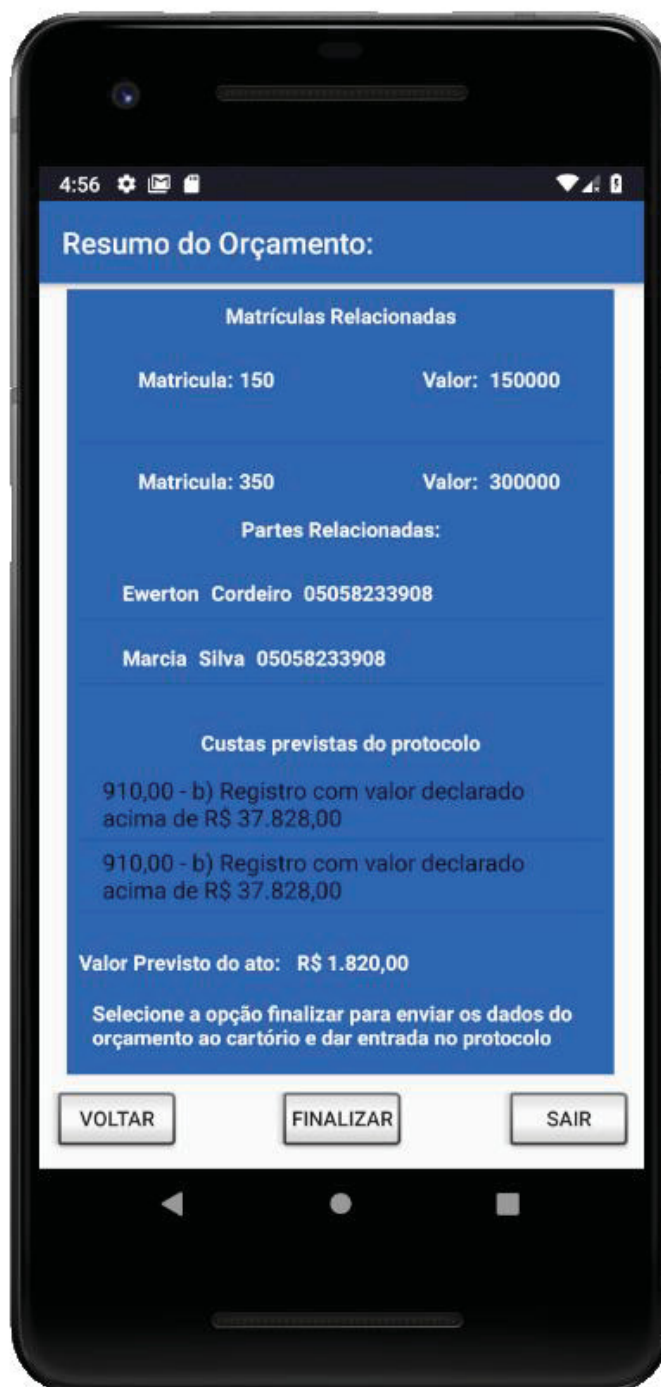 4:56
Resumo do Orçamento:
Matrículas Relacionadas
Matricula: 150 Valor: 150000
Matricula: 350 Valor: 300000
Partes Relacionadas:
Ewerton Cordeiro 05058233908
Marcia Silva 05058233908
Custas previstas do protocolo
910,00 - b) Registro com valor declarado
acima de R$ 37.828,00
910,00 - b) Registro com valor declarado
acima de R$ 37.828,00
Valor Previsto do ato: R$ 1.820,00
Selecione a opção finalizar para enviar os dados do
orçamento ao cartório e dar entrada no protocolo
VOLTAR FINALIZAR SAIR